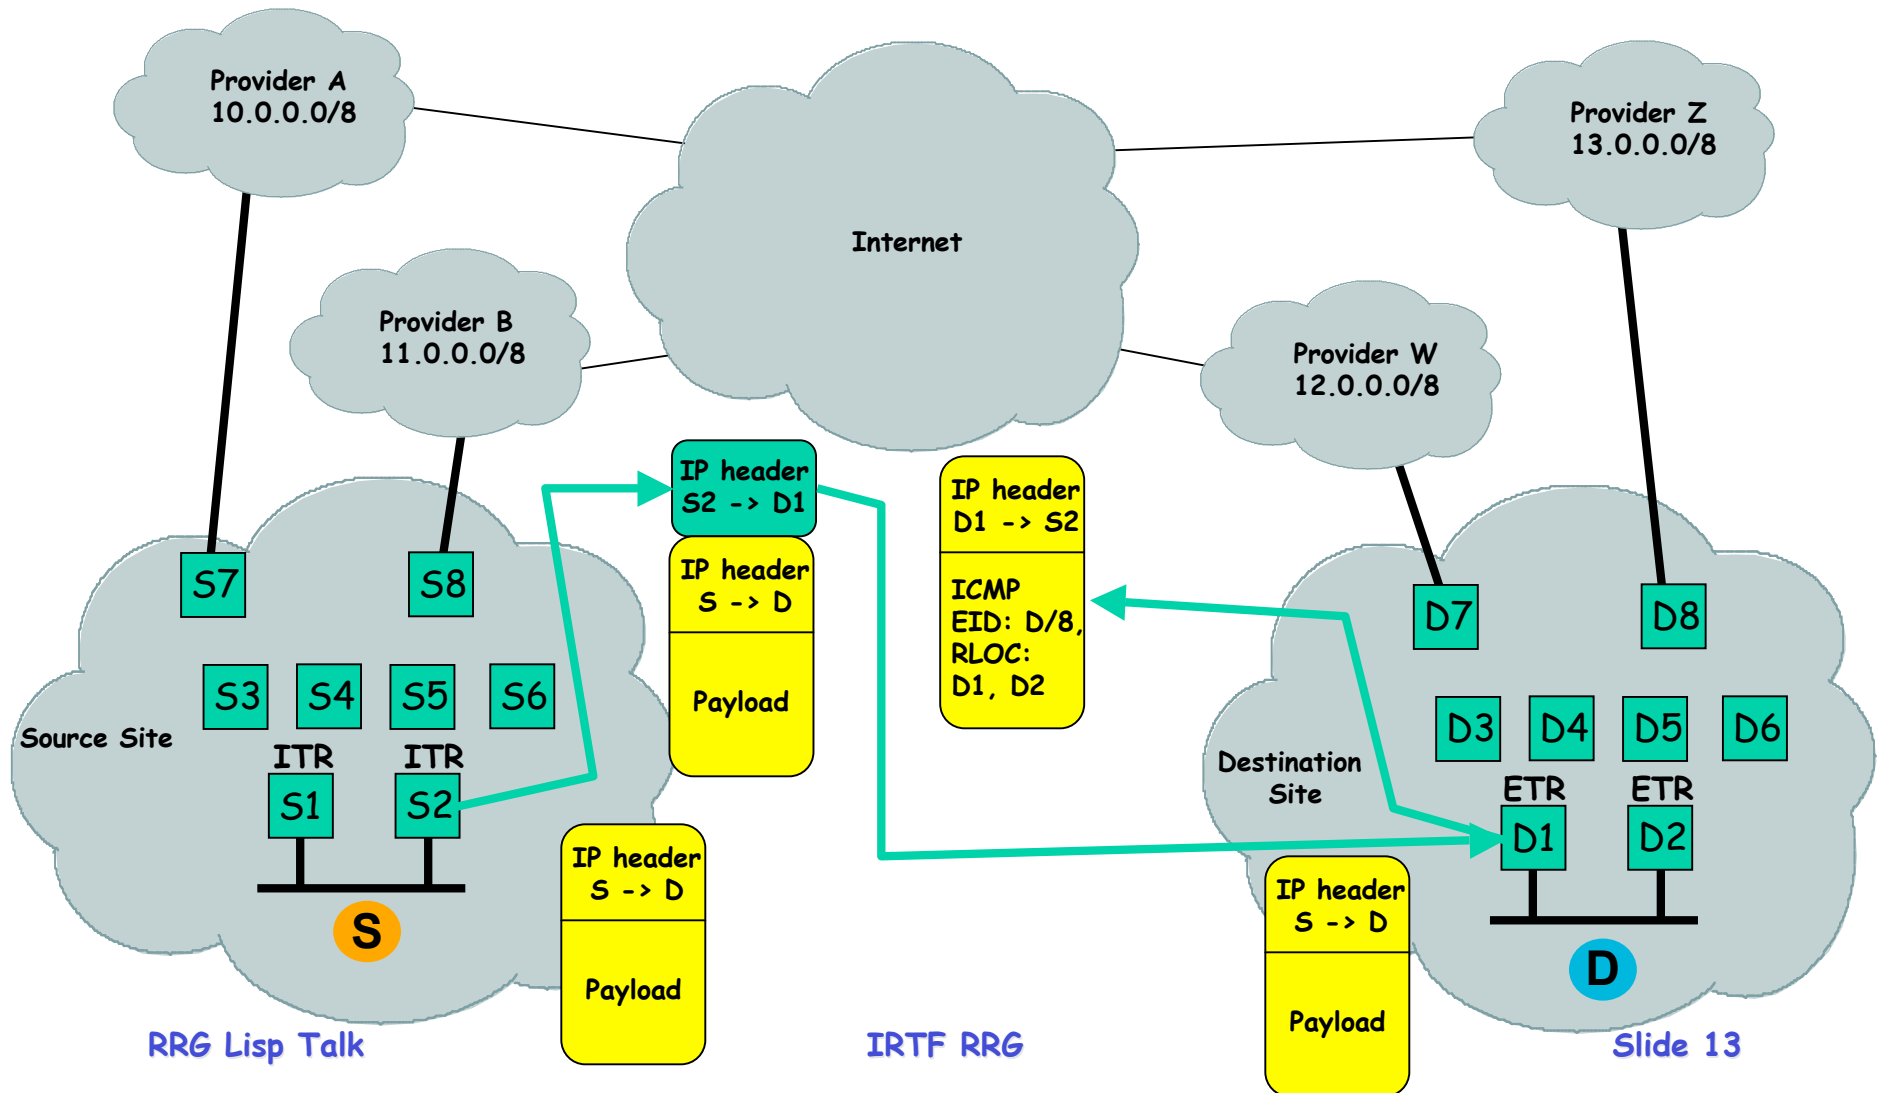 Provider A
10.0.0.0/8
Provider B
11.0.0.0/8
Internet
Provider Z
13.0.0.0/8
Provider W
12.0.0.0/8
IP header
S2 -> D1
IP header
S -> D
Payload
IP header
D1 -> S2
ICMP
EID: D/8,
RLOC:
D1, D2
S7
S8
S3
S4
S5
S6
Source Site
ITR
ITR
S1
S2
S
IP header
S -> D
Payload
D7
D8
D3
D4
D5
D6
Destination
Site
ETR
ETR
D1
D2
D
IP header
S -> D
Payload
RRG Lisp Talk
IRTF RRG
Slide 13